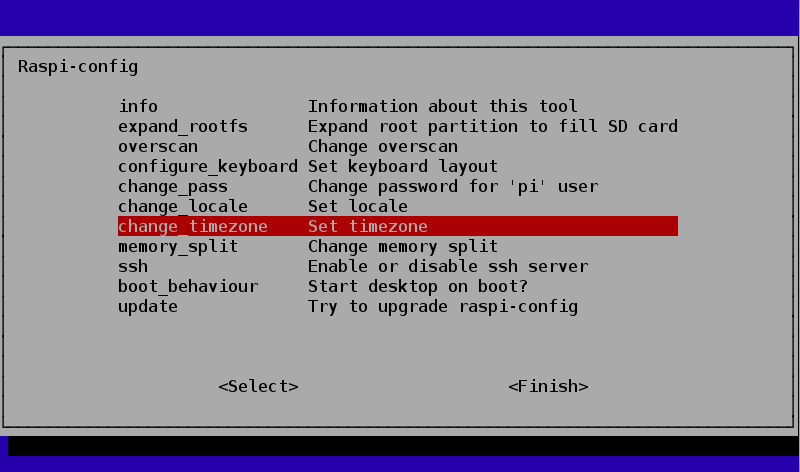 Raspi-config
info Information about this tool
expand_rootfs Expand root partition to fill SD card
overscan Change overscan
configure_keyboard Set keyboard layout
change_pass Change password for 'pi' user
change_locale Set locale
change_timezone Set timezone
memory_split Change memory split
ssh Enable or disable ssh server
boot_behaviour Start desktop on boot?
update Try to upgrade raspi-config
<Select> <Finish>